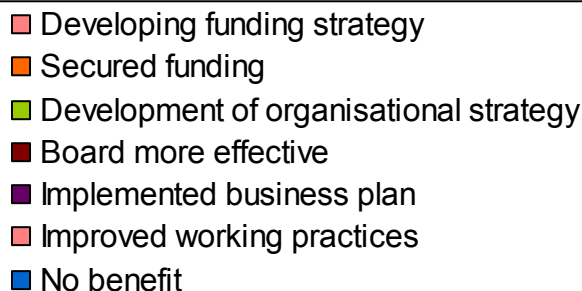 Developing funding strategy
Secured funding
Development of organisational strategy
Board more effective
Implemented business plan
Improved working practices
No benefit